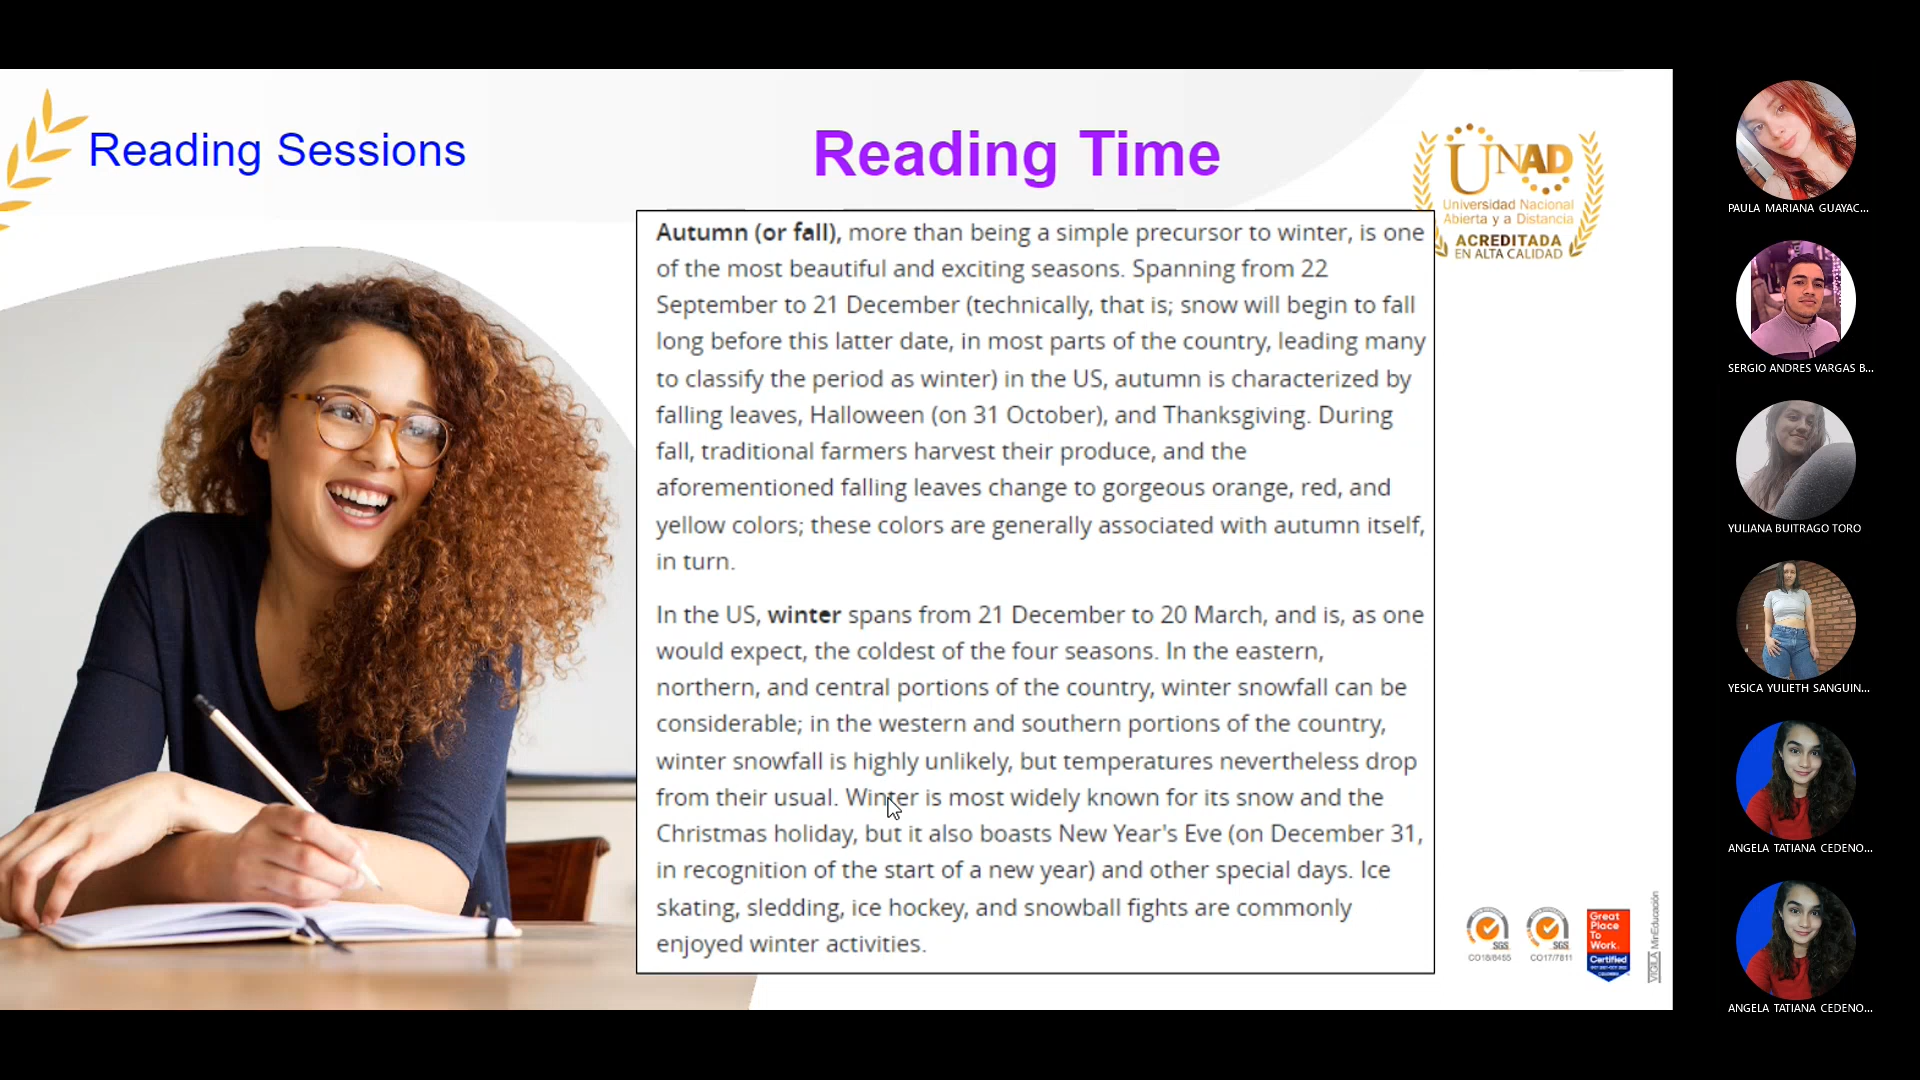 Reading Sessions
Reading Time
UNAD
Universidad Nacional
Abierta y a Distancia
ACREDITADA
EN ALTA CALIDAD
Autumn (or fall), more than being a simple precursor to winter, is one
of the most beautiful and exciting seasons. Spanning from 22
September to 21 December (technically, that is; snow will begin to fall
long before this latter date, in most parts of the country, leading many
to classify the period as winter) in the US, autumn is characterized by
falling leaves, Halloween (on 31 October), and Thanksgiving. During
fall, traditional farmers harvest their produce, and the
aforementioned falling leaves change to gorgeous orange, red, and
yellow colors; these colors are generally associated with autumn itself,
in turn.
In the US, winter spans from 21 December to 20 March, and is, as one
would expect, the coldest of the four seasons. In the eastern,
northern, and central portions of the country, winter snowfall can be
considerable; in the western and southern portions of the country,
winter snowfall is highly unlikely, but temperatures nevertheless drop
from their usual. Winter is most widely known for its snow and the
Christmas holiday, but it also boasts New Year's Eve (on December 31,
in recognition of the start of a new year) and other special days. Ice
skating, sledding, ice hockey, and snowball fights are commonly
enjoyed winter activities.
SGS
CO18/8455
SGS
CO17/7811
Great
Place
To
Work.
Certified
VIGILADA MinEducación
PAULA MARIANA GUAYAC...
SERGIO ANDRES VARGAS B...
YULIANA BUITRAGO TORO
YESICA YULIETH SANGUIN...
ANGELA TATIANA CEDENO...
ANGELA TATIANA CEDENO...